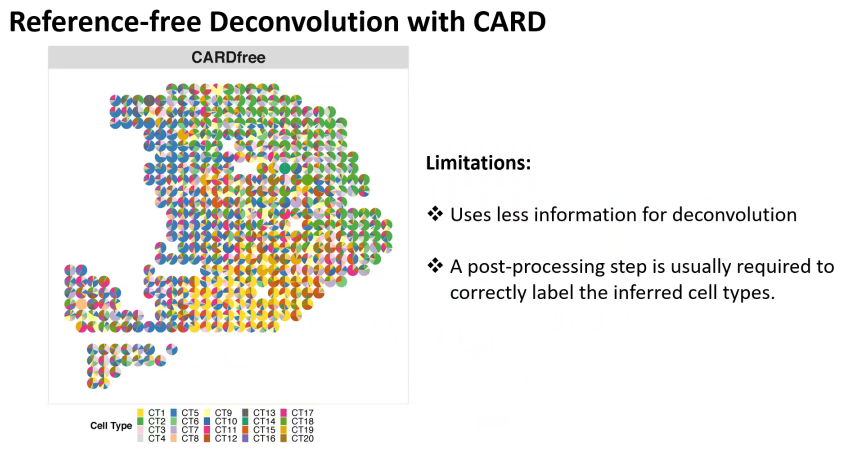 Reference-free Deconvolution with CARD
CARDfree
Limitations:
❖ Uses less information for deconvolution
❖ A post-processing step is usually required to
correctly label the inferred cell types.
Cell Type
CT1 CT5 CT9 CT13 CT17
CT2 CT6 CT10 CT14 CT18
CT3 CT7 CT11 CT15 CT19
CT4 CT8 CT12 CT16 CT20